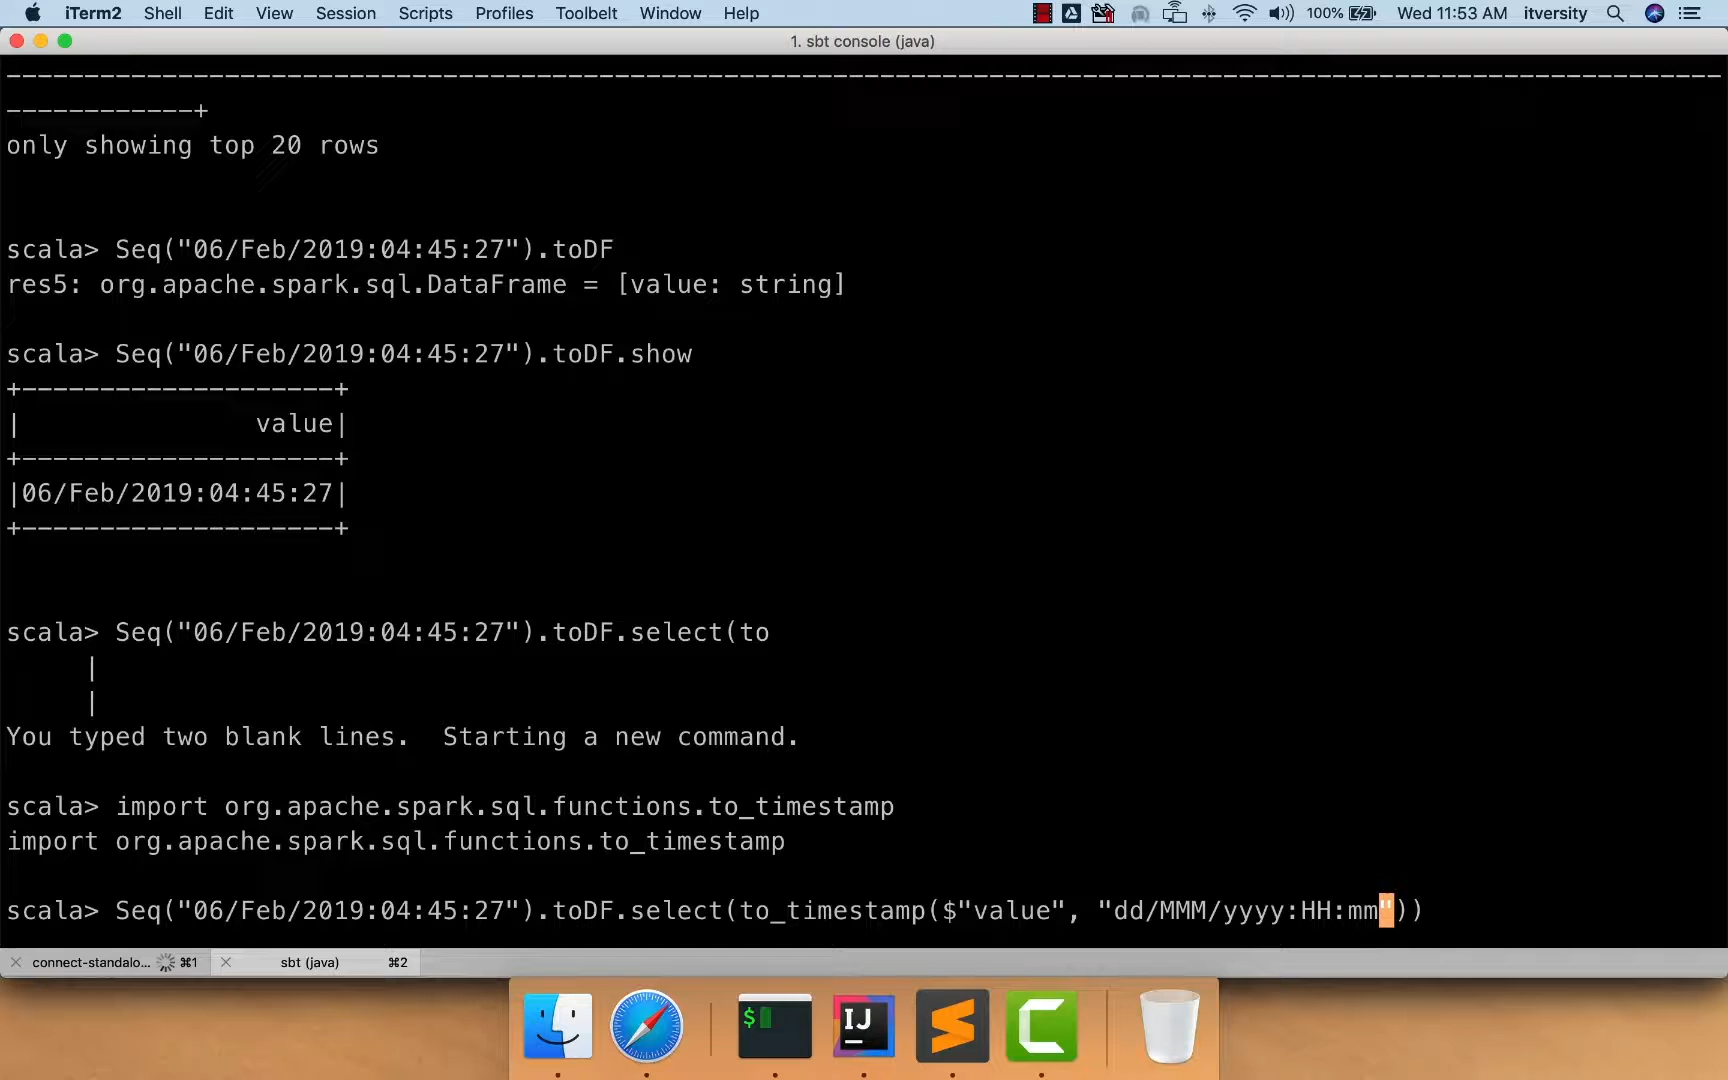 iTerm2 Shell Edit View Session Scripts Profiles Toolbelt Window Help 100% Wed 11:53 AM itversity
1. sbt console (java)
----------------------------------------------------------------------------------------------------------------------------
------------+
only showing top 20 rows
scala> Seq("06/Feb/2019:04:45:27").toDF
res5: org.apache.spark.sql.DataFrame = [value: string]
scala> Seq("06/Feb/2019:04:45:27").toDF.show
+--------------------+
|               value|
+--------------------+
|06/Feb/2019:04:45:27|
+--------------------+
scala> Seq("06/Feb/2019:04:45:27").toDF.select(to
|
|
You typed two blank lines.  Starting a new command.
scala> import org.apache.spark.sql.functions.to_timestamp
import org.apache.spark.sql.functions.to_timestamp
scala> Seq("06/Feb/2019:04:45:27").toDF.select(to_timestamp($"value", "dd/MMM/yyyy:HH:mm"))
connect-standalo... ⌘1 sbt (java) ⌘2
$ IJ